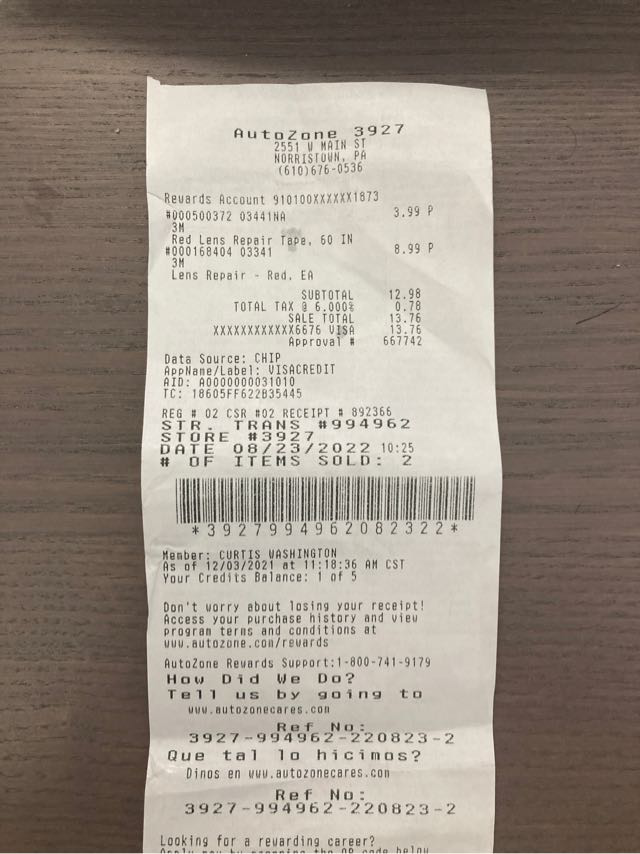 AutoZone 3927
2551 W MAIN ST
NORRISTOWN, PA
(610)676-0536
Rewards Account 910100XXXXXX1873
#000500372 03441NA 3.99 P
3M
Red Lens Repair Tape, 60 IN
#000168404 03341 8.99 P
3M
Lens Repair - Red, EA
SUBTOTAL 12.98
TOTAL TAX @ 6.000% 0.78
SALE TOTAL 13.76
XXXXXXXXXXXX6676 VISA 13.76
Approval # 667742
Data Source: CHIP
AppName/Label: VISACREDIT
AID: A0000000031010
TC: 18605FF622B35445
REG # 02 CSR #02 RECEIPT # 892366
STR. TRANS #994962
STORE #3927
DATE 08/23/2022 10:25
# OF ITEMS SOLD: 2
*3927994962082322*
Member: CURTIS WASHINGTON
As of 12/03/2021 at 11:18:36 AM CST
Your Credits Balance: 1 of 5
Don't worry about losing your receipt!
Access your purchase history and view
program terms and conditions at
www.autozone.com/rewards
AutoZone Rewards Support:1-800-741-9179
How Did We Do?
Tell us by going to
www.autozonecares.com
Ref No:
3927-994962-220823-2
Que tal lo hicimos?
Dinos en www.autozonecares.com
Ref No:
3927-994962-220823-2
Looking for a rewarding career?